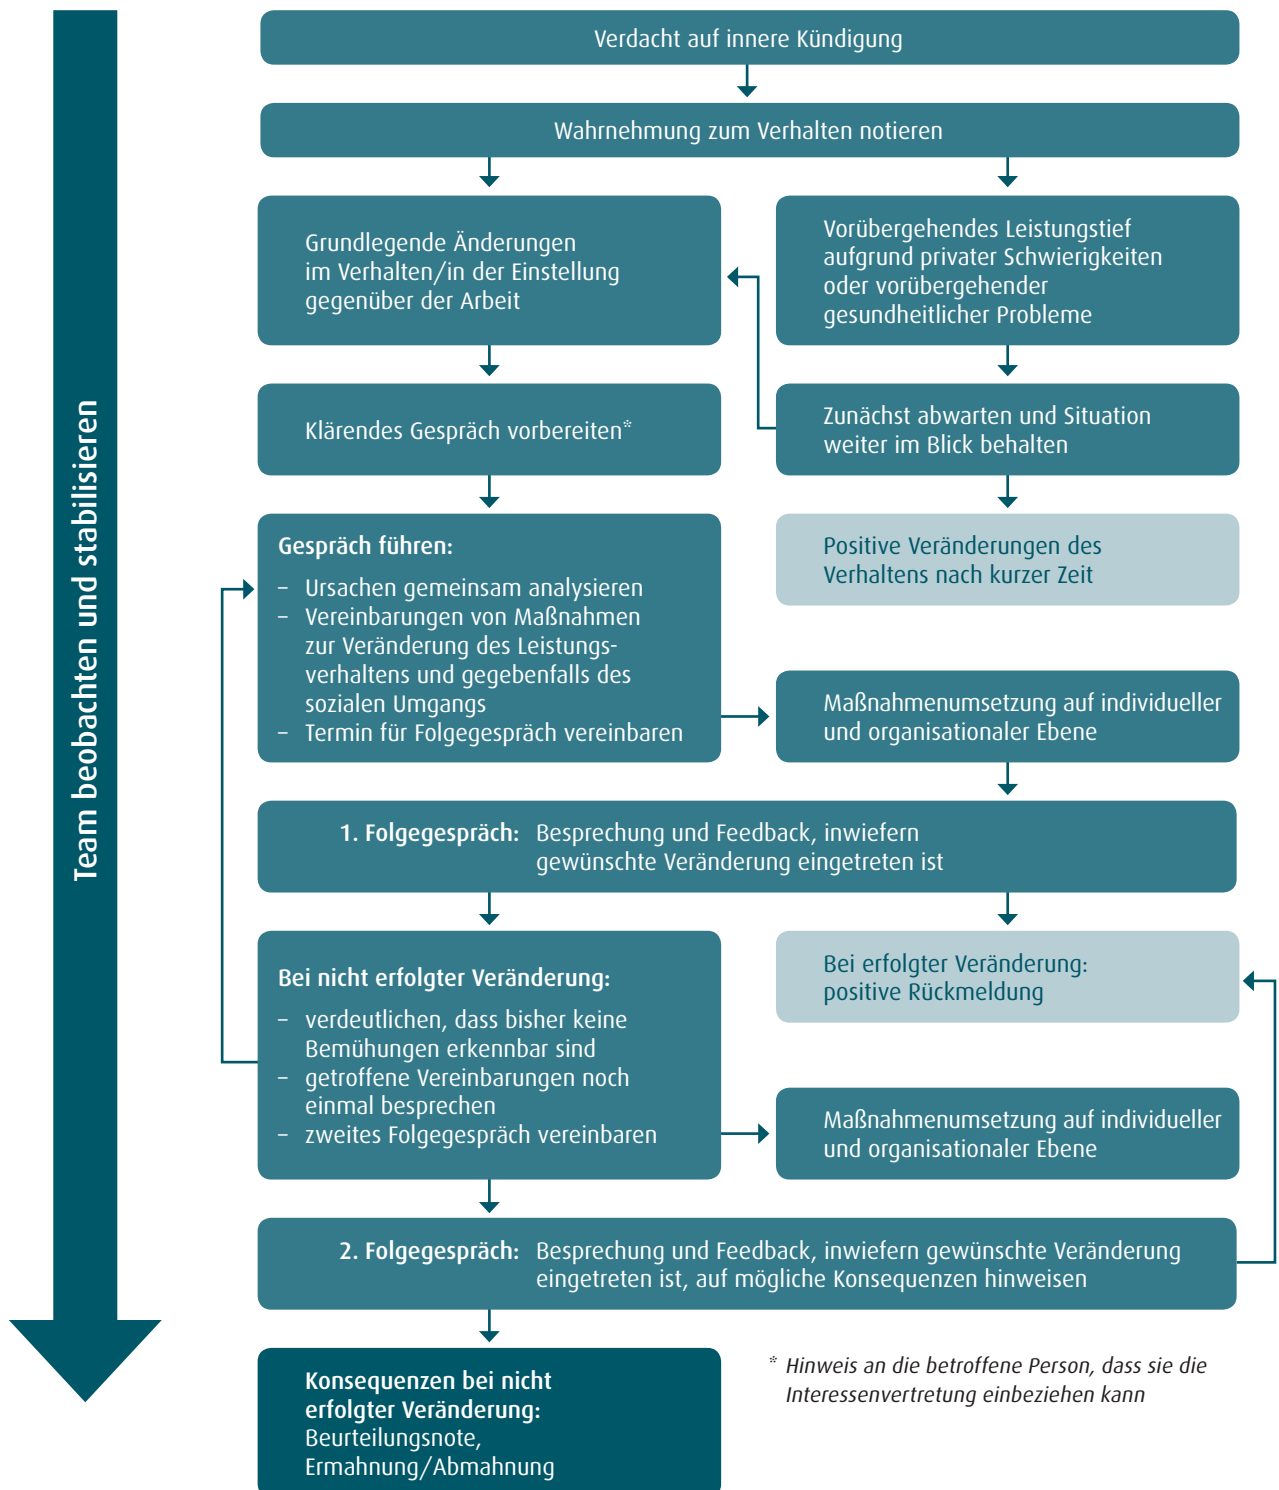 Team beobachten und stabilisieren
Verdacht auf innere Kündigung
Wahrnehmung zum Verhalten notieren
Grundlegende Änderungen
im Verhalten/in der Einstellung
gegenüber der Arbeit
Vorübergehendes Leistungstief
aufgrund privater Schwierigkeiten
oder vorübergehender
gesundheitlicher Probleme
Klärendes Gespräch vorbereiten*
Zunächst abwarten und Situation
weiter im Blick behalten
Gespräch führen:
– Ursachen gemeinsam analysieren
– Vereinbarungen von Maßnahmen
zur Veränderung des Leistungs-
verhaltens und gegebenfalls des
sozialen Umgangs
– Termin für Folgegespräch vereinbaren
Positive Veränderungen des
Verhaltens nach kurzer Zeit
Maßnahmenumsetzung auf individueller
und organisationaler Ebene
1. Folgegespräch: Besprechung und Feedback, inwiefern
gewünschte Veränderung eingetreten ist
Bei nicht erfolgter Veränderung:
– verdeutlichen, dass bisher keine
Bemühungen erkennbar sind
– getroffene Vereinbarungen noch
einmal besprechen
– zweites Folgegespräch vereinbaren
Bei erfolgter Veränderung:
positive Rückmeldung
Maßnahmenumsetzung auf individueller
und organisationaler Ebene
2. Folgegespräch: Besprechung und Feedback, inwiefern gewünschte Veränderung
eingetreten ist, auf mögliche Konsequenzen hinweisen
Konsequenzen bei nicht
erfolgter Veränderung:
Beurteilungsnote,
Ermahnung/Abmahnung
* Hinweis an die betroffene Person, dass sie die
Interessenvertretung einbeziehen kann